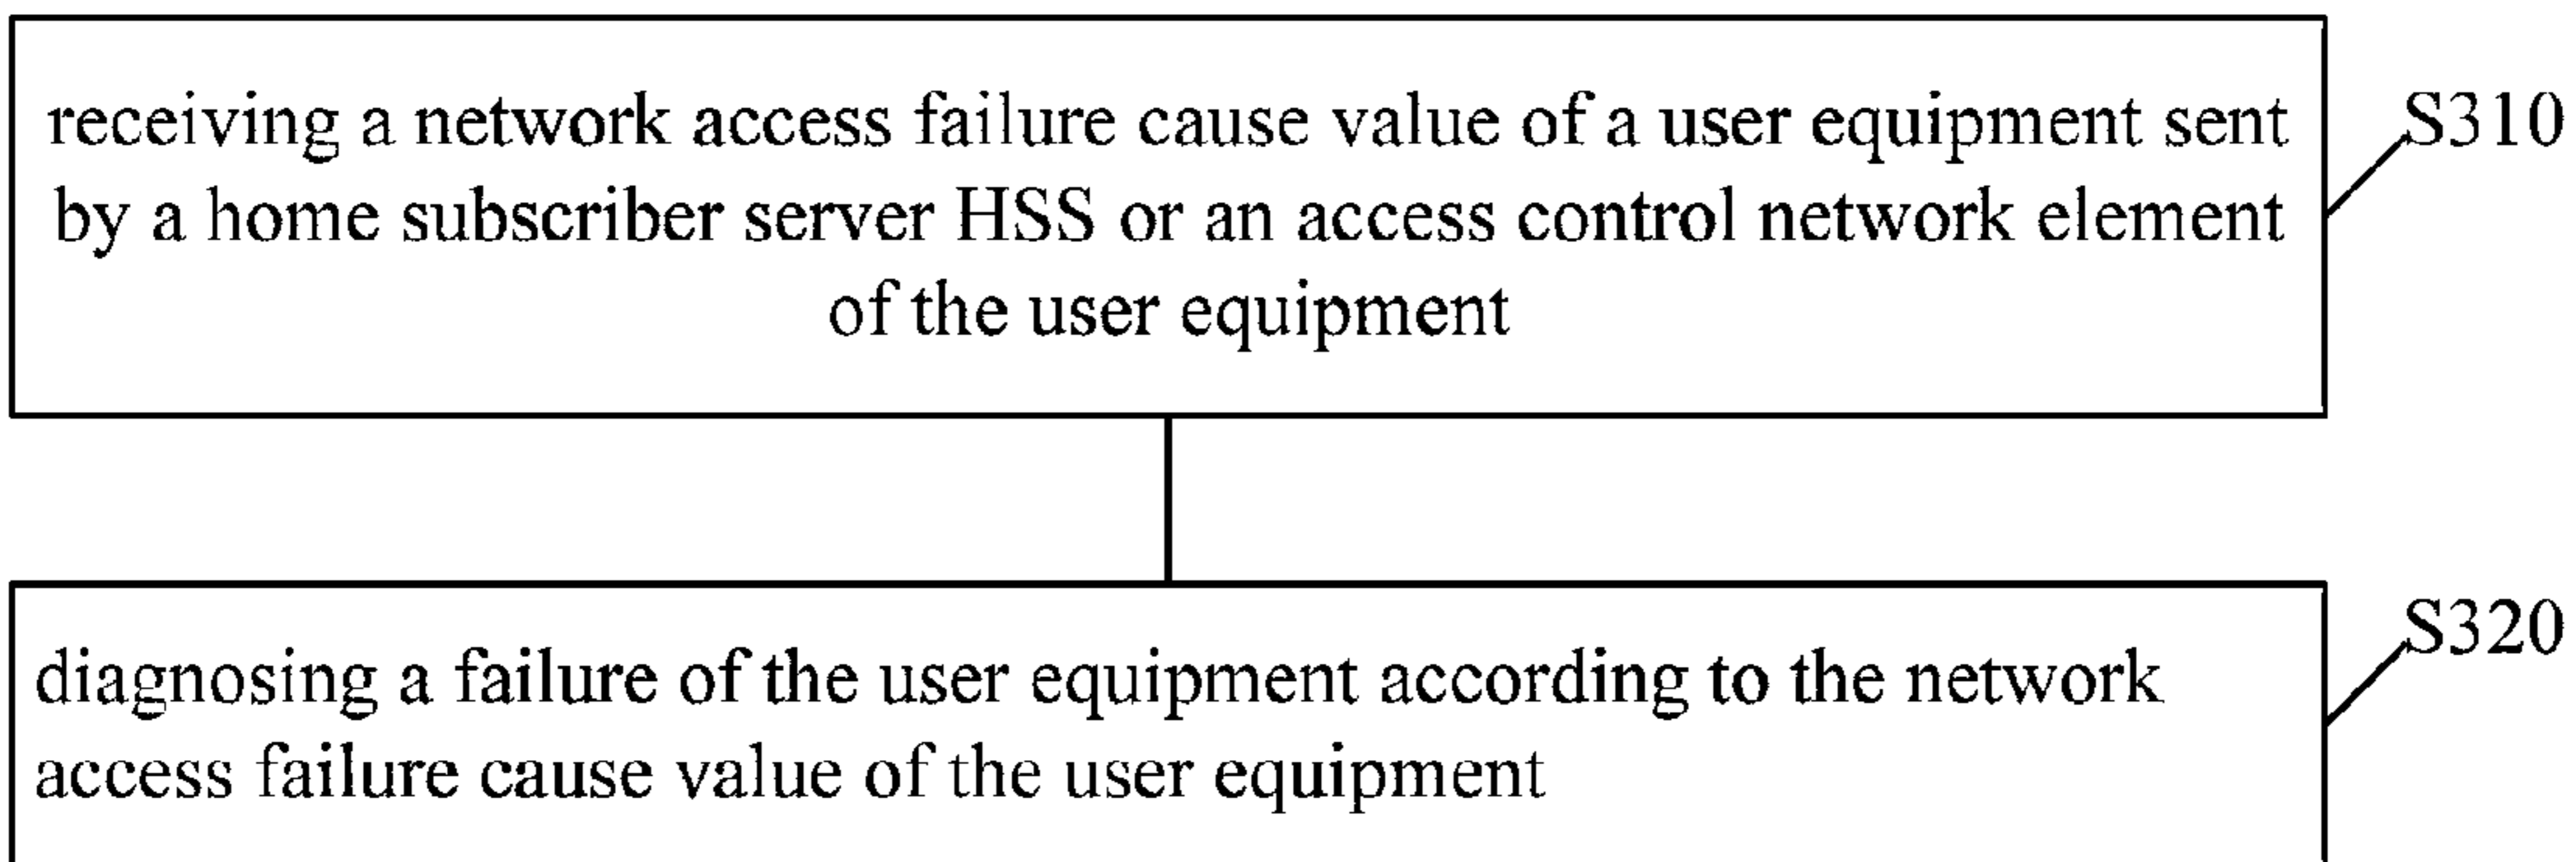 receiving a network access failure cause value of a user equipment sent
by a home subscriber server HSS or an access control network element
of the user equipment
S310
diagnosing a failure of the user equipment according to the network
access failure cause value of the user equipment
S320